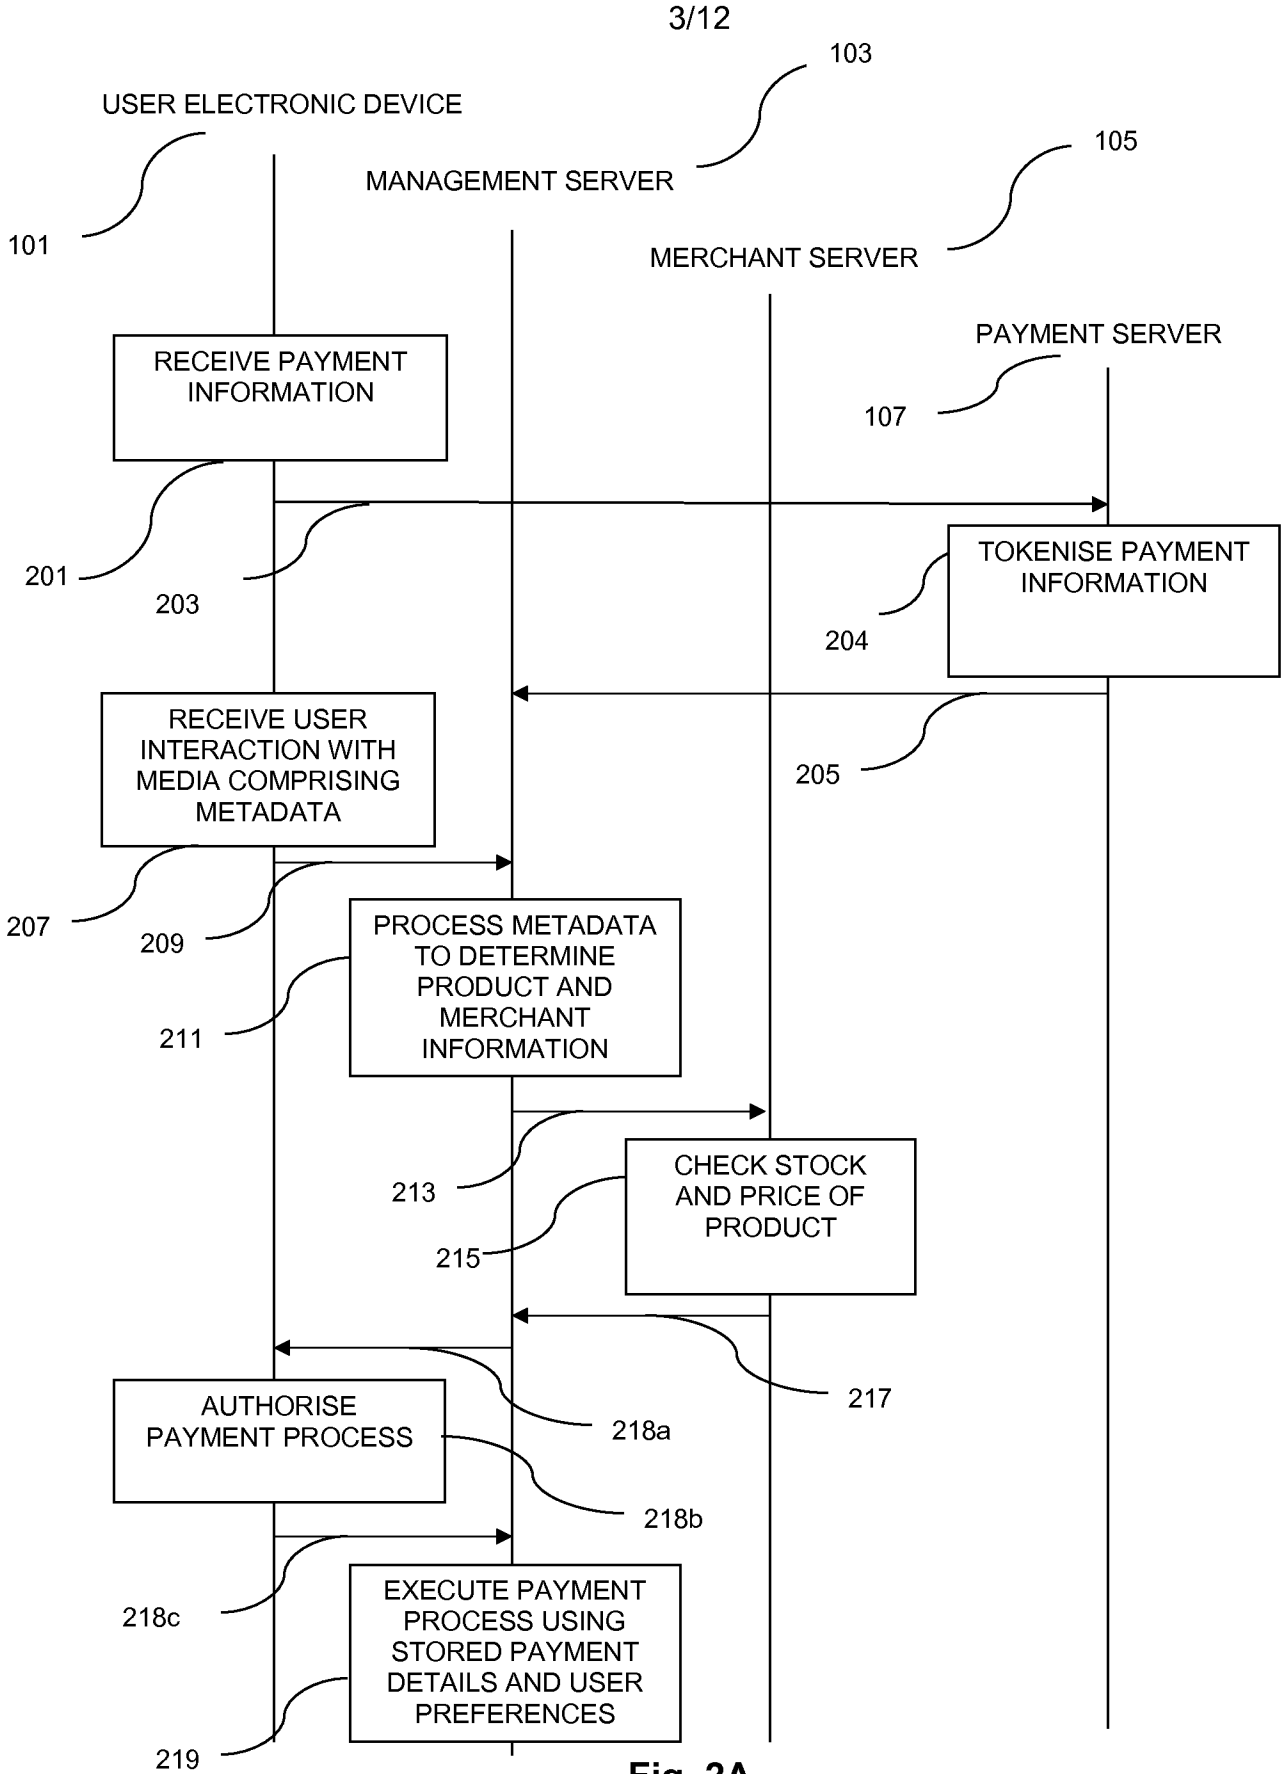 3/12
103
USER ELECTRONIC DEVICE
105
MANAGEMENT SERVER
101
MERCHANT SERVER
PAYMENT SERVER
107
RECEIVE PAYMENT
INFORMATION
201
203
TOKENISE PAYMENT
INFORMATION
204
205
RECEIVE USER
INTERACTION WITH
MEDIA COMPRISING
METADATA
207
209
PROCESS METADATA
TO DETERMINE
PRODUCT AND
MERCHANT
INFORMATION
211
213
CHECK STOCK
AND PRICE OF
PRODUCT
215
217
218a
AUTHORISE
PAYMENT PROCESS
218b
218c
EXECUTE PAYMENT
PROCESS USING
STORED PAYMENT
DETAILS AND USER
PREFERENCES
219
Fig. 2A